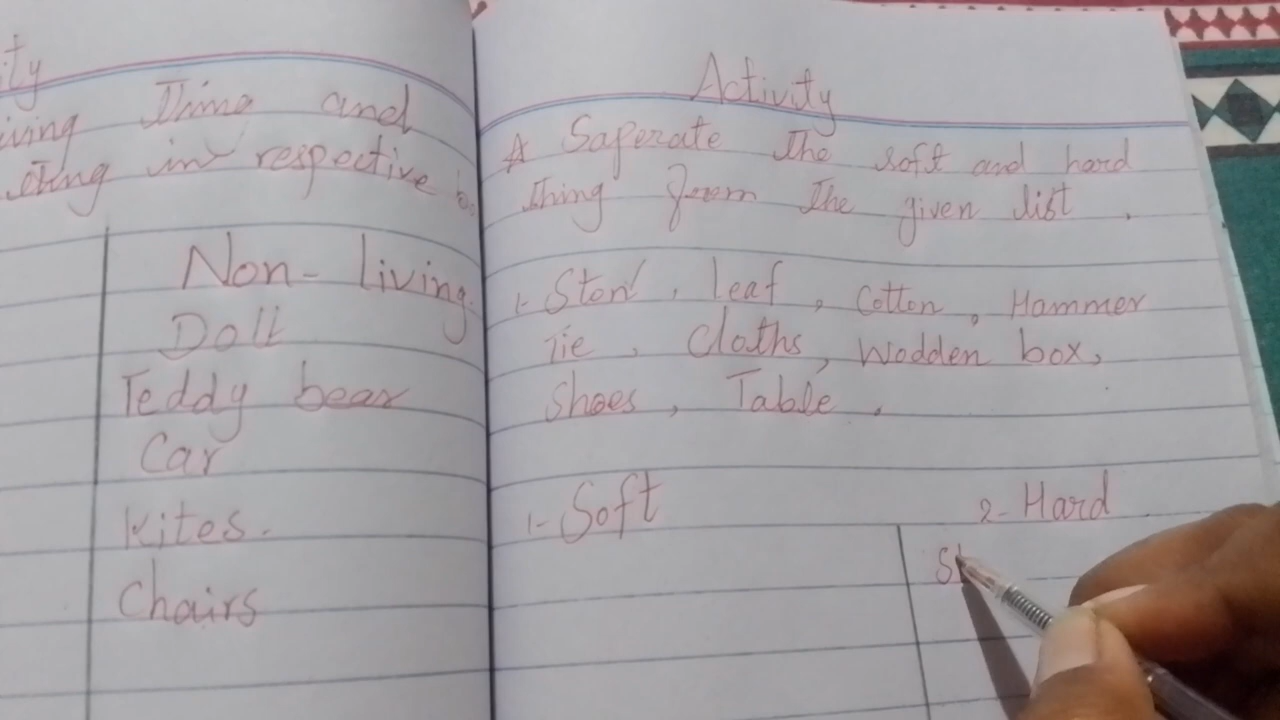 ity
iving Thing and
thing in respective
Non- living.
Doll
Teddy bear
Car
Kites.
Chairs
Activity
Saperate The soft and hard
Thing from The given list.
1- Ston, leaf, Cotton, Hammer
Tie, Cloths, Wodden box,
Shoes, Table.
1- Soft
2- Hard
St